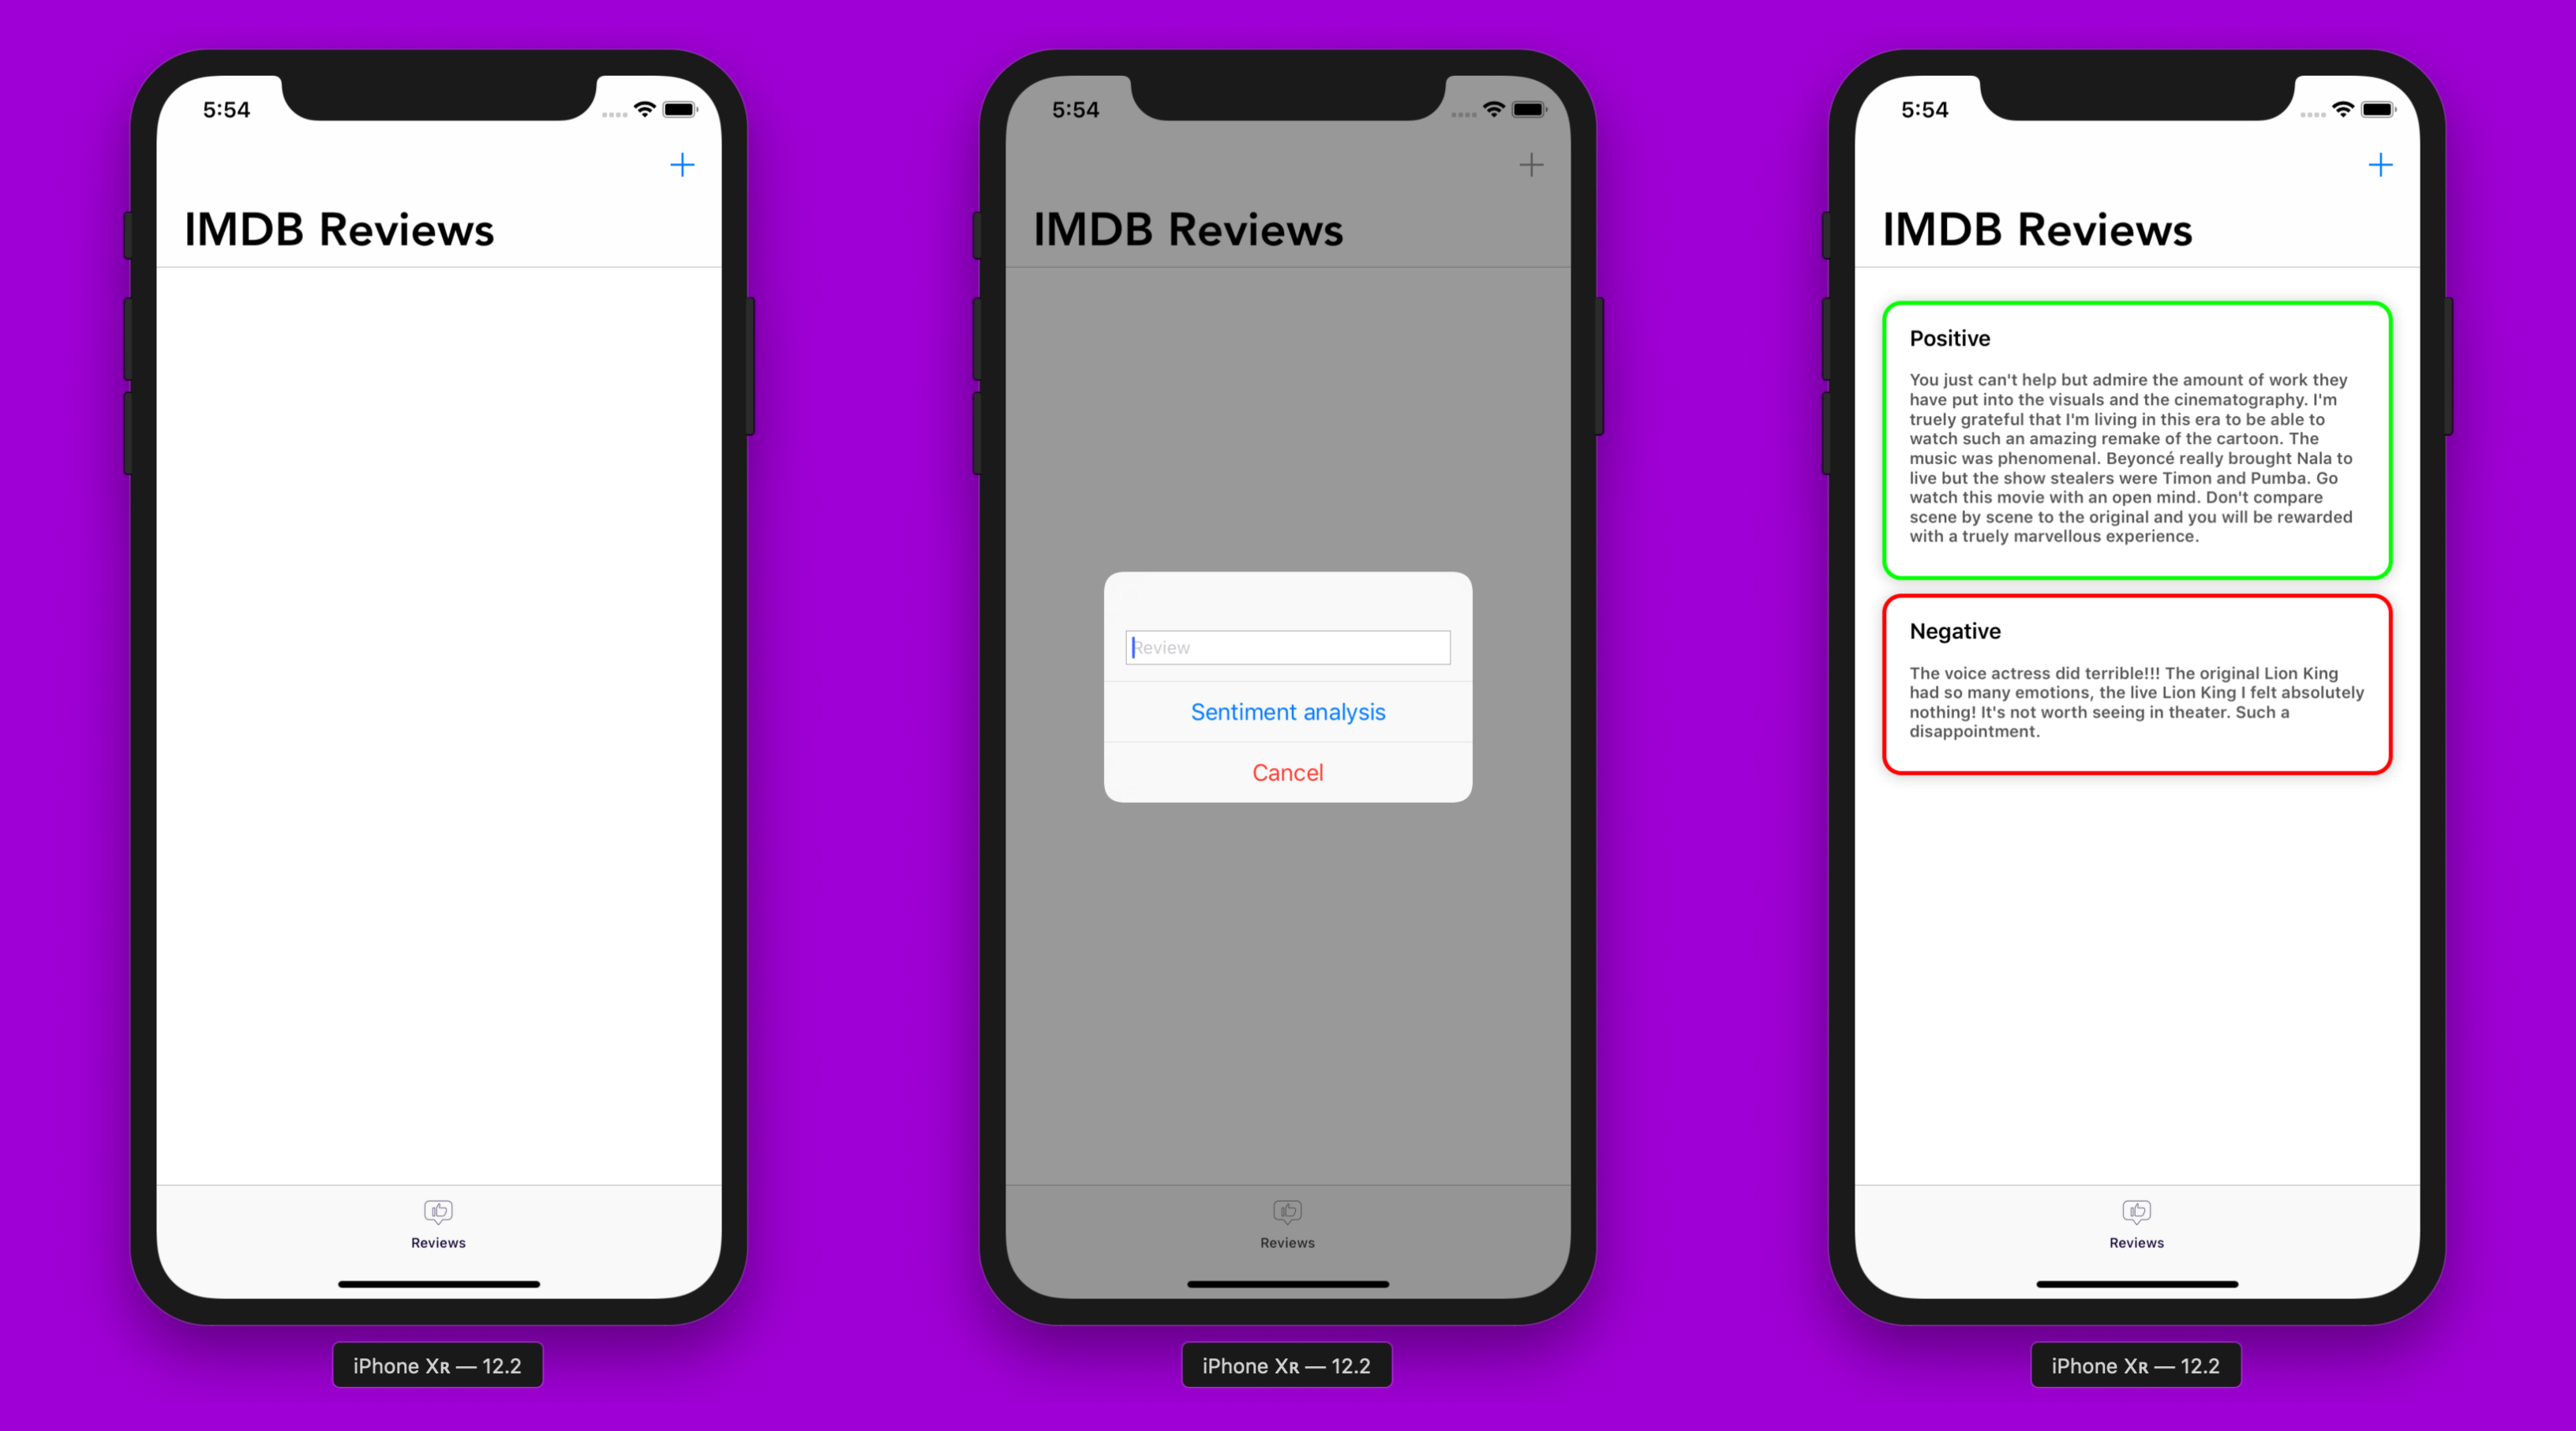 5:54
IMDB Reviews
Reviews
iPhone Xʀ — 12.2
5:54
IMDB Reviews
Review
Sentiment analysis
Cancel
Reviews
iPhone Xʀ — 12.2
5:54
IMDB Reviews
Positive
You just can't help but admire the amount of work they
have put into the visuals and the cinematography. I'm
truely grateful that I'm living in this era to be able to
watch such an amazing remake of the cartoon. The
music was phenomenal. Beyoncé really brought Nala to
live but the show stealers were Timon and Pumba. Go
watch this movie with an open mind. Don't compare
scene by scene to the original and you will be rewarded
with a truely marvellous experience.
Negative
The voice actress did terrible!!! The original Lion King
had so many emotions, the live Lion King I felt absolutely
nothing! It's not worth seeing in theater. Such a
disappointment.
Reviews
iPhone Xʀ — 12.2